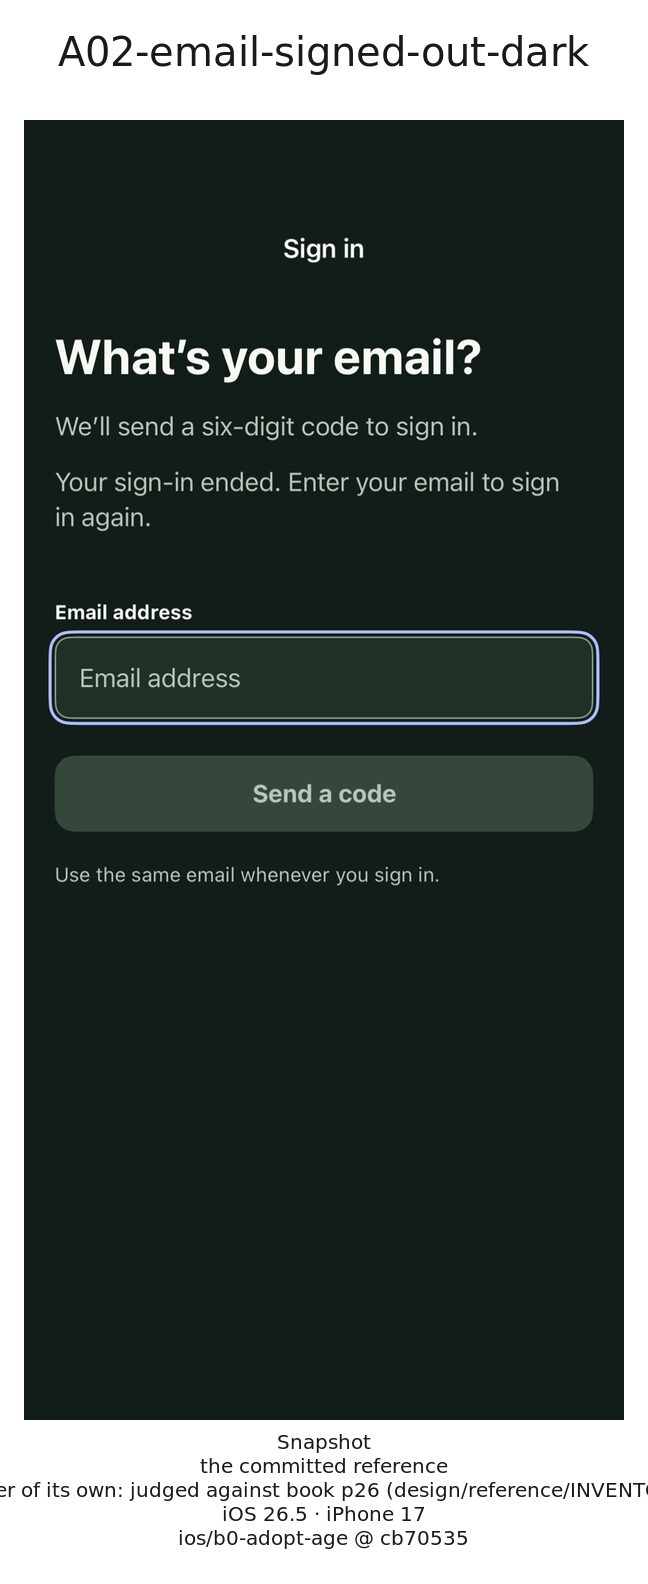 A02-email-signed-out-dark
Sign in
What’s your email?
We’ll send a six-digit code to sign in.
Your sign-in ended. Enter your email to sign
in again.
Email address
Email address
Send a code
Use the same email whenever you sign in.
Snapshot
the committed reference
of its own: judged against book p26 (design/reference/
iOS 26.5 · iPhone 17
ios/b0-adopt-age @ cb70535